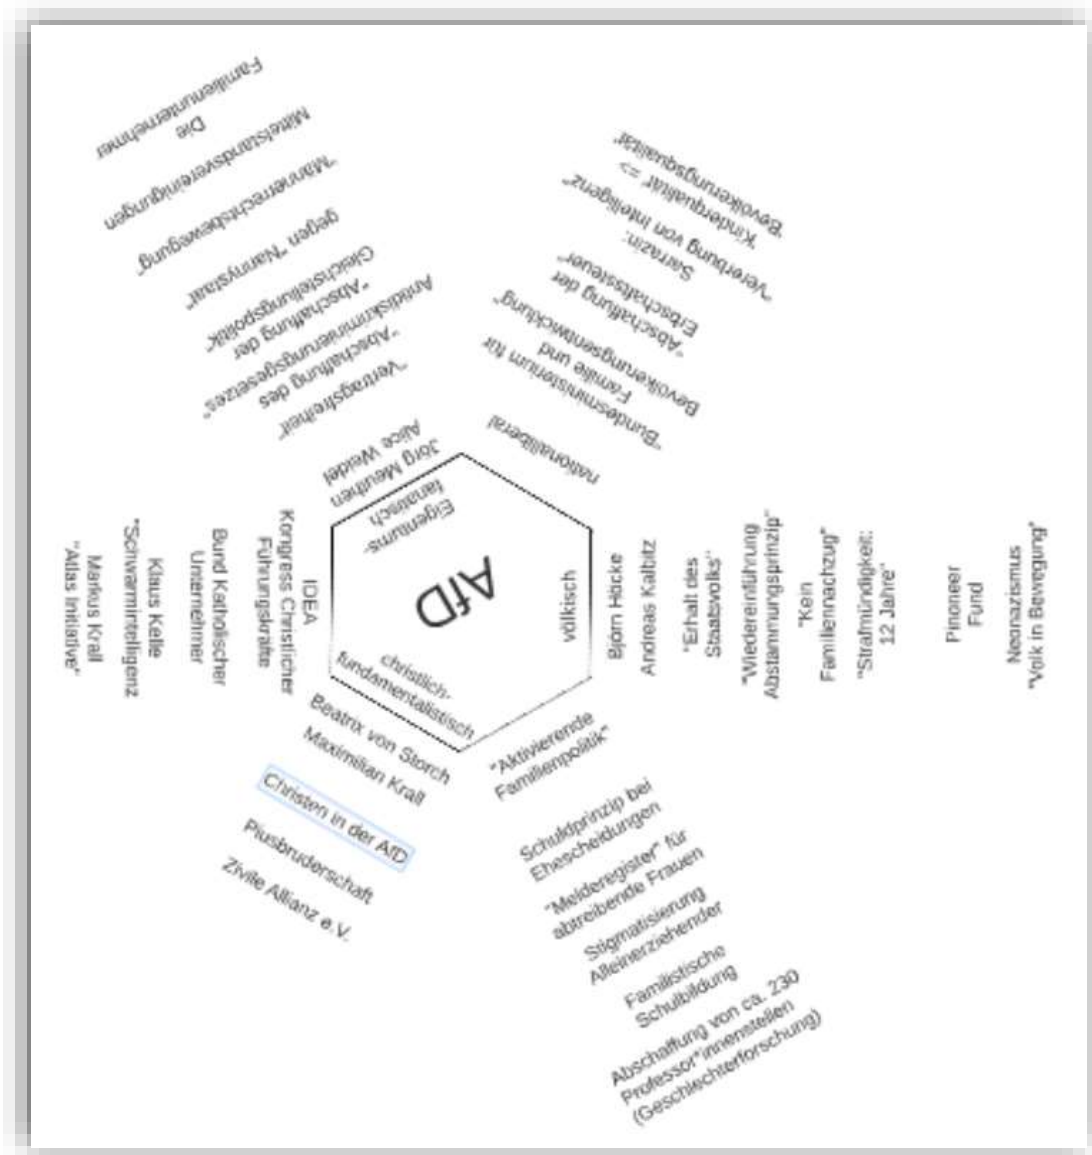 AfD
Eigentums-
fanatisch
Jörg Meuthen
Alice Weidel
"Vertragsfreiheit"
"Abschaffung des
Antidiskriminierungsgesetzes"
"Abschaffung der
Gleichstellungspolitik"
gegen "Nannystaat"
"Männerrechtsbewegung"
Mittelstandsvereinigungen
Die
Familienunternehmer
nationalliberal
"Bundesministerium für
Familie und
Bevölkerungsentwicklung"
"Abschaffung der
Erbschaftssteuer"
Sarrazin:
"Vererbung von Intelligenz"
"Kinderqualität" =>
"Bevölkerungsqualität"
völkisch
Björn Höcke
Andreas Kalbitz
"Erhalt des
Staatsvolks"
"Wiedereinführung
Abstammungsprinzip"
"Kein
Familiennachzug"
"Strafmündigkeit:
12 Jahre"
Pinoneer
Fund
Neonazismus
"Volk in Bewegung"
"Aktivierende
Familienpolitik"
Schuldprinzip bei
Ehescheidungen
"Melderegister" für
abtreibende Frauen
Stigmatisierung
Alleinerziehender
Familistische
Schulbildung
Abschaffung von ca. 230
Professor*innenstellen
(Geschlechterforschung)
christlich-
fundamentalistisch
Beatrix von Storch
Maximilian Krall
Christen in der AfD
Piusbruderschaft
Zivile Allianz e.V.
IDEA
Kongress Christlicher
Führungskräfte
Bund Katholischer
Unternehmer
Klaus Kelle
"Schwarmintelligenz
Markus Krall
"Atlas Initiative"